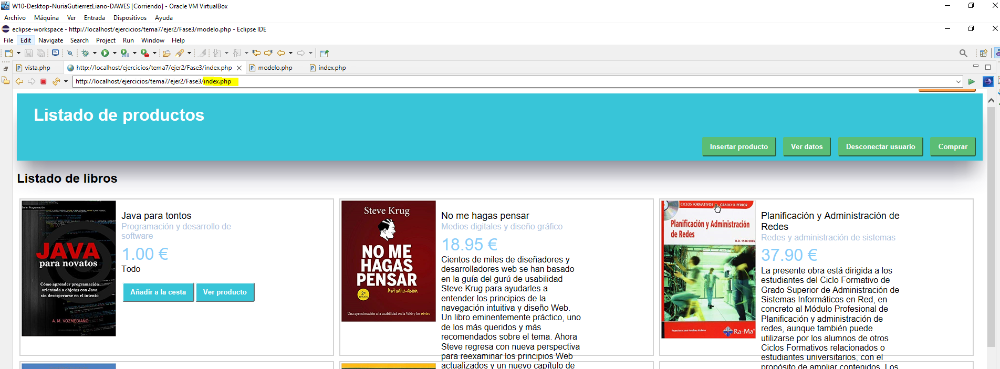 W10-Desktop-NuriaGutierrezLiano-DAWES [Corriendo] - Oracle VM VirtualBox
Archivo Máquina Ver Entrada Dispositivos Ayuda
eclipse-workspace - http://localhost/ejercicios/tema7/ejer2/Fase3/modelo.php - Eclipse IDE
File Edit Navigate Search Project Run Window Help
vista.php http://localhost/ejercicios/tema7/ejer2/Fase3/index.php modelo.php index.php
http://localhost/ejercicios/tema7/ejer2/Fase3/index.php
Listado de productos
Insertar producto Ver datos Desconectar usuario Comprar
Listado de libros
Serie: Programación
JAVA
para novatos
Cómo aprender programación
orientada a objetos con Java
sin desesperarse en el intento
A. M. VOZMEDIANO
Java para tontos
Programación y desarrollo de
software
1.00 €
Todo
Añadir a la cesta Ver producto
Steve Krug
NO ME
HAGAS
PENSAR
Actualización
2ª
EDICIÓN
Una aproximación a la usabilidad en la Web y los móviles
No me hagas pensar
Medios digitales y diseño gráfico
18.95 €
Cientos de miles de diseñadores y
desarrolladores web se han basado
en la guía del gurú de usabilidad
Steve Krug para ayudarles a
entender los principios de la
navegación intuitiva y diseño Web.
Un libro eminentemente práctico, uno
de los más queridos y más
recomendados sobre el tema. Ahora
Steve regresa con nueva perspectiva
para reexaminar los principios Web
actualizados y un nuevo capítulo de
CICLOS FORMATIVOS GRADO SUPERIOR
Planificación y Administración
de Redes
R.D. 1538/2006
Francisco José Molina Robles
Ra-Ma®
Planificación y Administración de
Redes
Redes y administración de sistemas
37.90 €
La presente obra está dirigida a los
estudiantes del Ciclo Formativo de
Grado Superior de Administración de
Sistemas Informáticos en Red, en
concreto al Módulo Profesional de
Planificación y administración de
redes, aunque también puede
utilizarse por los alumnos de otros
Ciclos Formativos relacionados o
estudiantes universitarios, con el
propósito de ampliar contenidos. Los